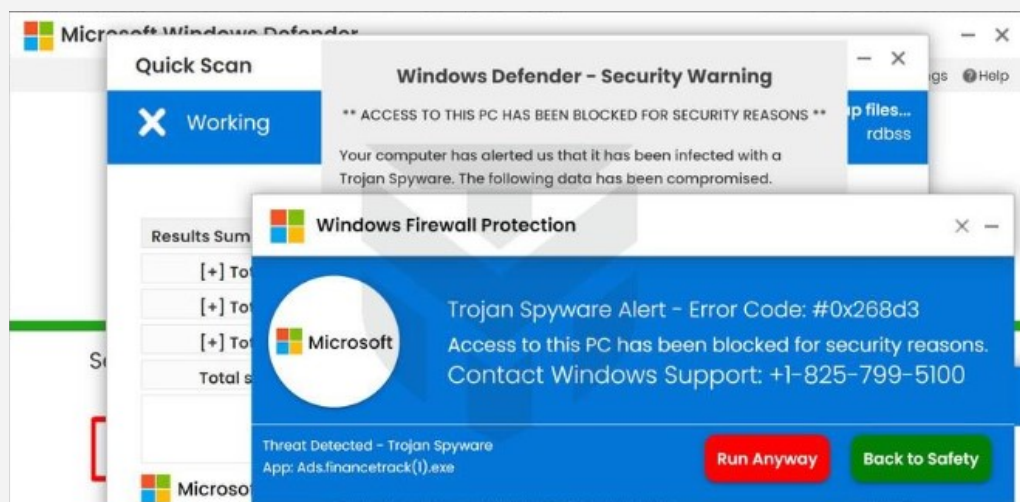 Microsoft Windows Defender
Help
Quick Scan
Working
files...
rdbss
Windows Defender - Security Warning
** ACCESS TO THIS PC HAS BEEN BLOCKED FOR SECURITY REASONS **
Your computer has alerted us that it has been infected with a
Trojan Spyware. The following data has been compromised.
Results
[+]
[+]
[+]
Total
Windows Firewall Protection
Microsoft
Trojan Spyware Alert - Error Code: #0x268d3
Access to this PC has been blocked for security reasons.
Contact Windows Support: +1-825-799-5100
Threat Detected - Trojan Spyware
App: Ads.financetrack(1).exe
Run Anyway
Back to Safety